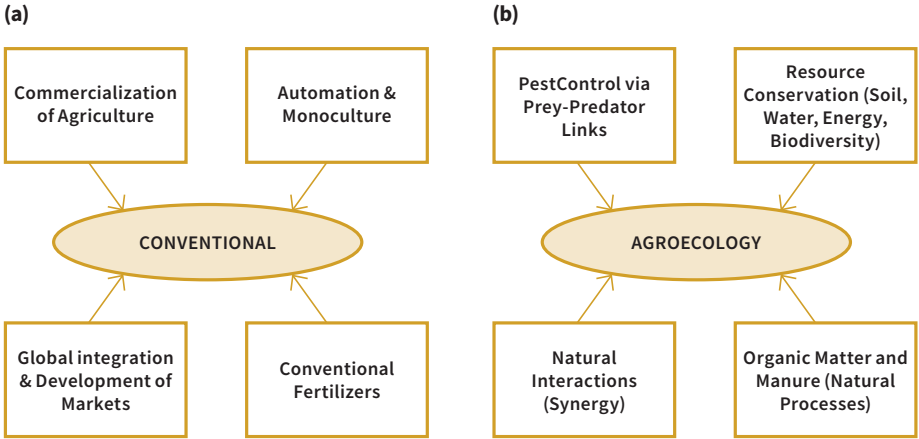 (a)
Commercialization
of Agriculture
Automation &
Monoculture
CONVENTIONAL
Global integration
& Development of
Markets
Conventional
Fertilizers
(b)
PestControl via
Prey-Predator
Links
Resource
Conservation (Soil,
Water, Energy,
Biodiversity)
AGROECOLOGY
Natural
Interactions
(Synergy)
Organic Matter and
Manure (Natural
Processes)